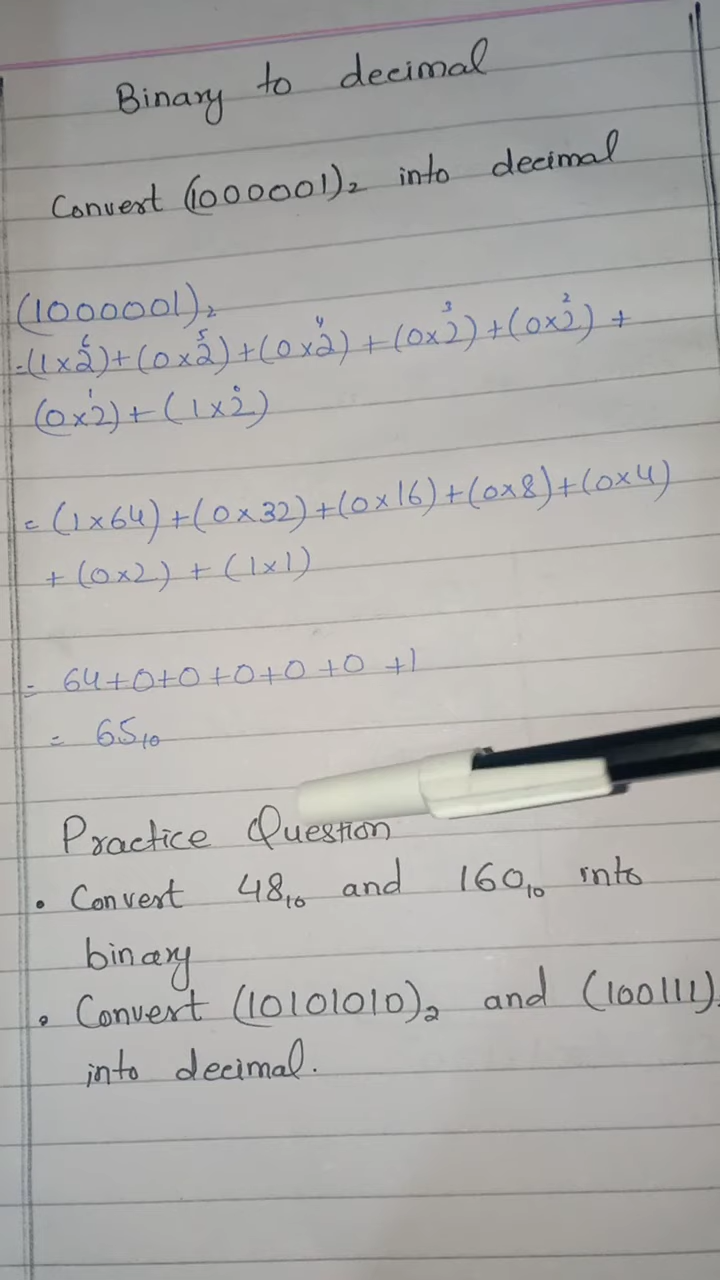 Binary to decimal
Convert (1000001)₂ into decimal
(1000001)₂
=(1×2⁶)+(0×2⁵)+(0×2⁴)+(0×2³)+(0×2²)+
(0×2¹)+(1×2⁰)
= (1×64)+(0×32)+(0×16)+(0×8)+(0×4)
+(0×2)+(1×1)
= 64+0+0+0+0+0+1
= 65₁₀
Practice Question
• Convert 48₁₀ and 160₁₀ into
binary
• Convert (10101010)₂ and (100111)₂
into decimal.